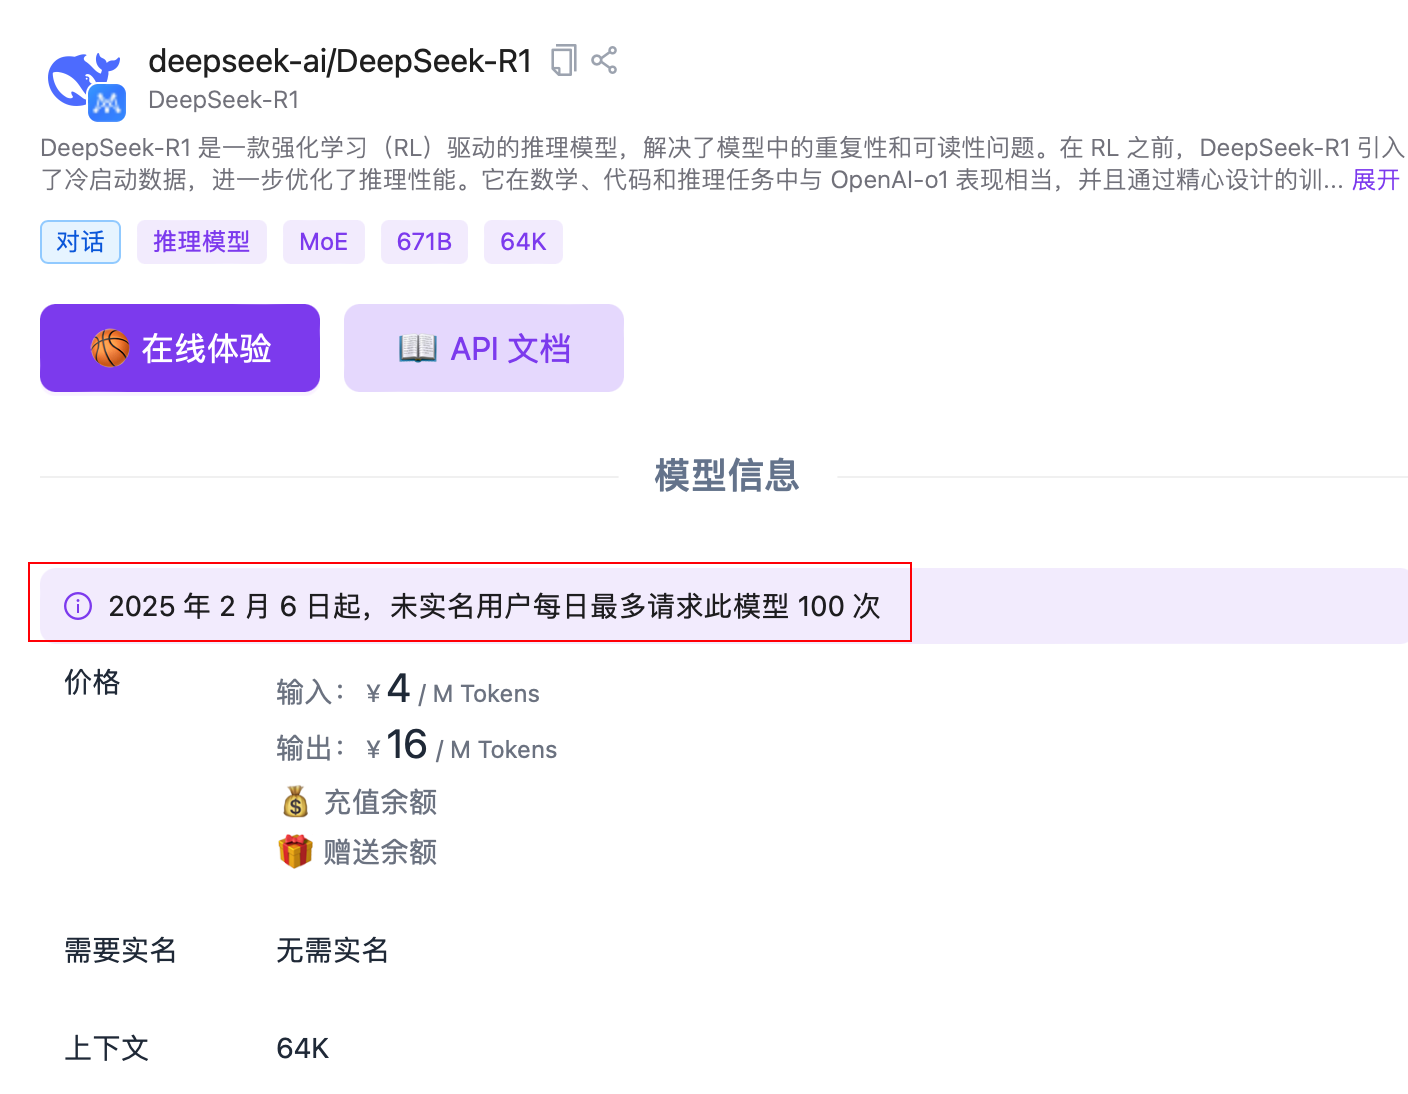 deepseek-ai/DeepSeek-R1
DeepSeek-R1
DeepSeek-R1 是一款强化学习（RL）驱动的推理模型，解决了模型中的重复性和可读性问题。在 RL 之前，DeepSeek-R1 引入
了冷启动数据，进一步优化了推理性能。它在数学、代码和推理任务中与 OpenAI-o1 表现相当，并且通过精心设计的训... 展开
对话 推理模型 MoE 671B 64K
在线体验 API 文档
模型信息
2025 年 2 月 6 日起，未实名用户每日最多请求此模型 100 次
价格 输入： ¥ 4 / M Tokens
输出： ¥ 16 / M Tokens
充值余额
赠送余额
需要实名 无需实名
上下文 64K